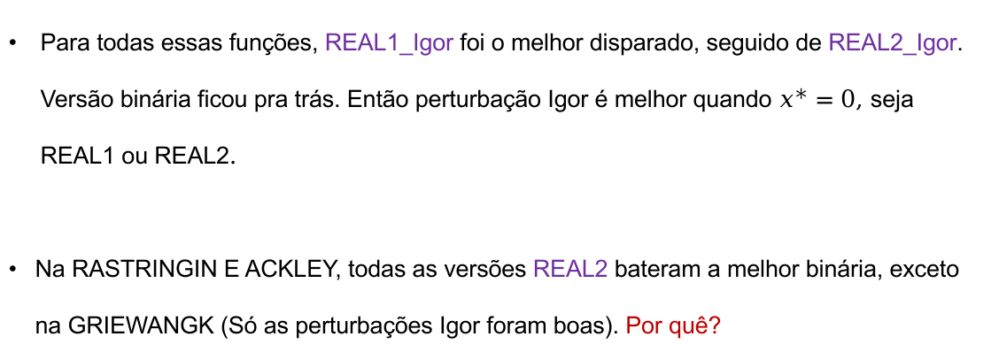 • Para todas essas funções, REAL1_Igor foi o melhor disparado, seguido de REAL2_Igor.
Versão binária ficou pra trás. Então perturbação Igor é melhor quando x* = 0, seja
REAL1 ou REAL2.
• Na RASTRINGIN E ACKLEY, todas as versões REAL2 bateram a melhor binária, exceto
na GRIEWANGK (Só as perturbações Igor foram boas). Por quê?